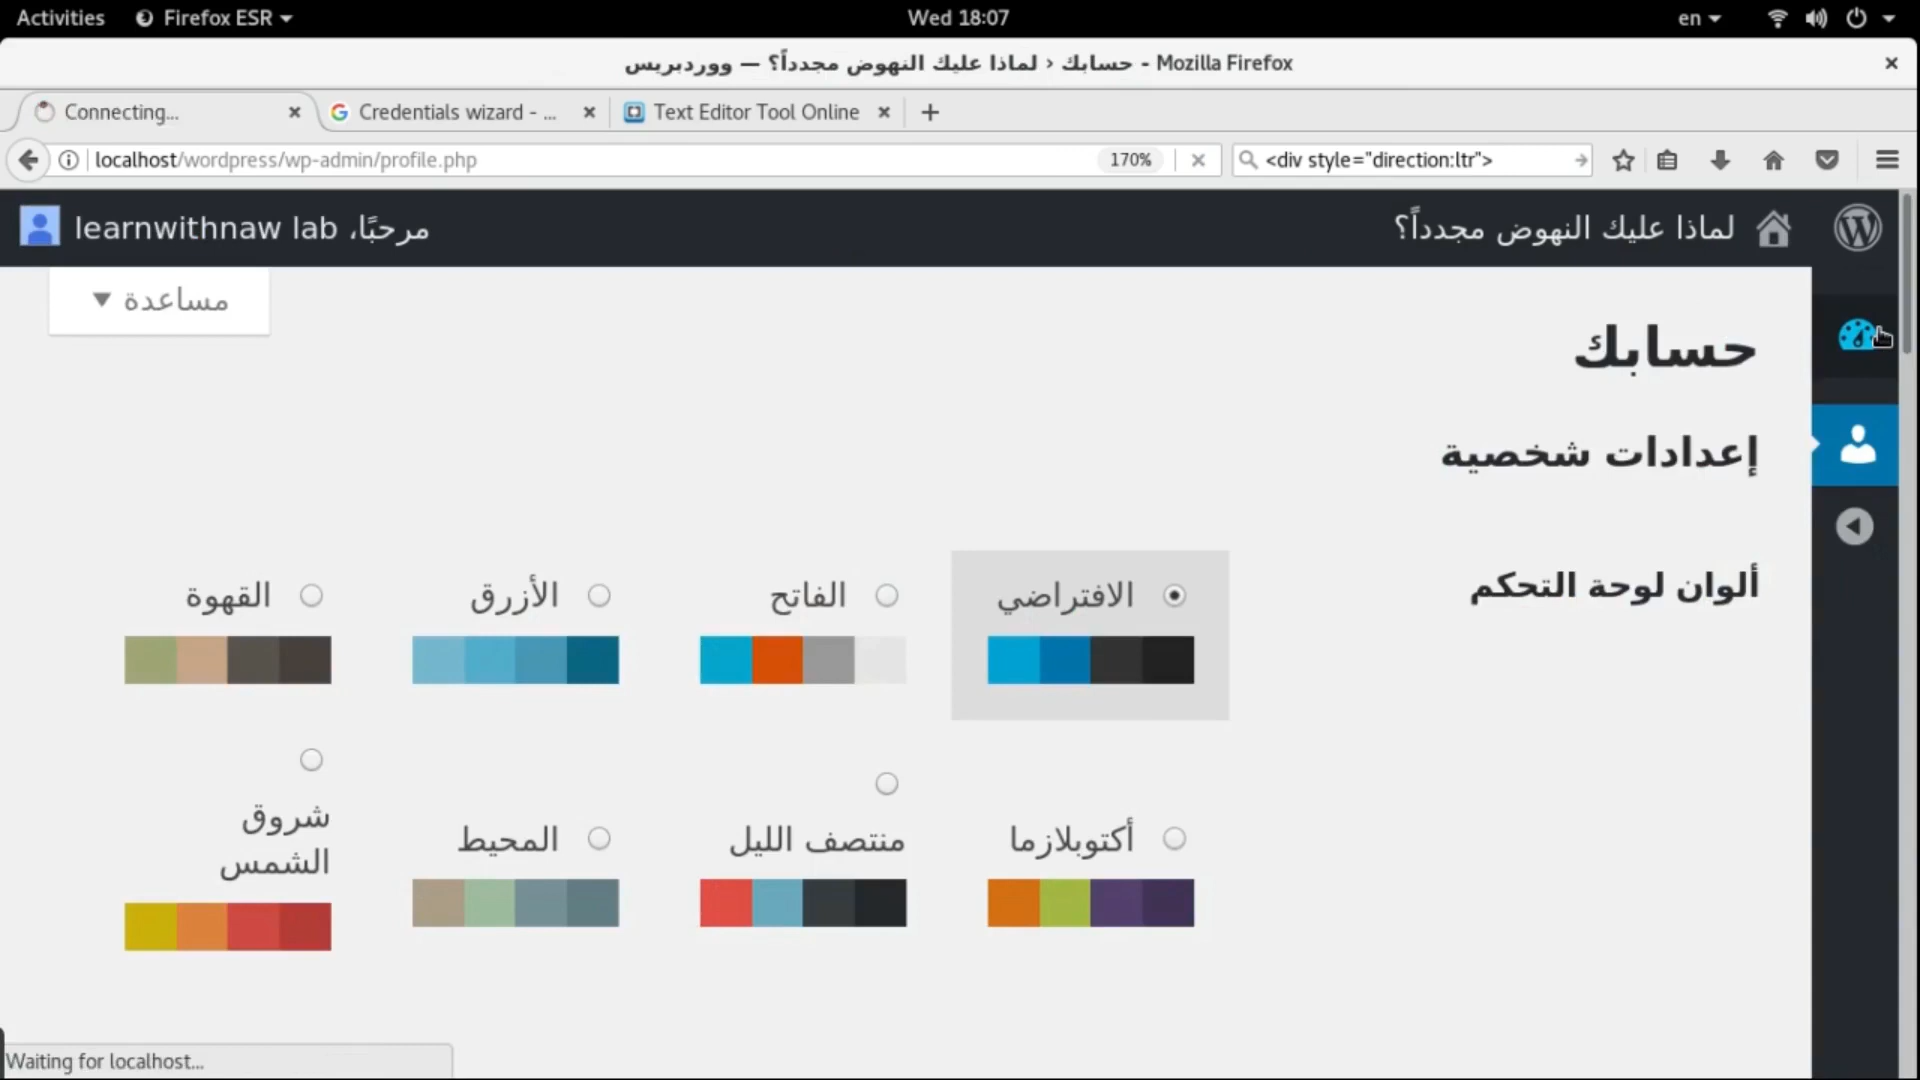 Activities
Firefox ESR
Wed 18:07
en
حسابك ‹ لماذا عليك النهوض مجدداً؟ — ووردبريس - Mozilla Firefox
Connecting...
Credentials wizard - ...
Text Editor Tool Online
localhost/wordpress/wp-admin/profile.php
170%
<div style="direction:ltr">
لماذا عليك النهوض مجدداً؟
مرحبًا، learnwithnaw lab
مساعدة
حسابك
إعدادات شخصية
ألوان لوحة التحكم
الافتراضي
الفاتح
الأزرق
القهوة
أكتوبلازما
منتصف الليل
المحيط
شروق
الشمس
Waiting for localhost...